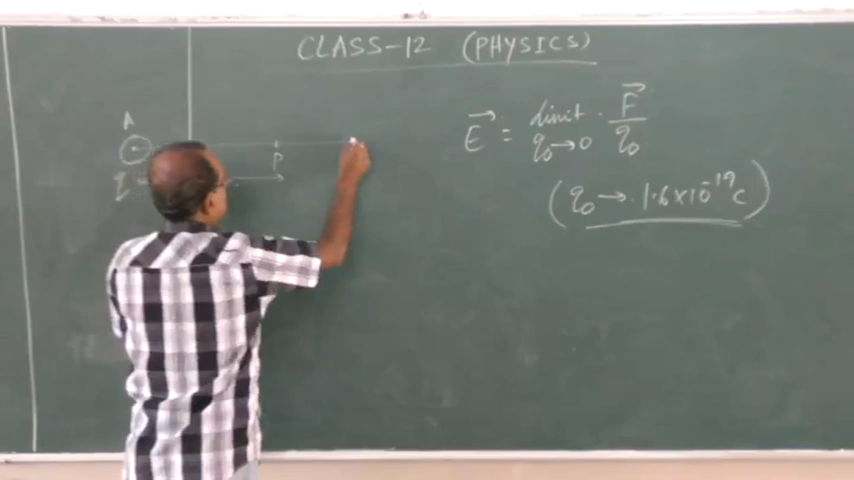 CLASS-12 (PHYSICS)
A
P
q
E⃗ = limit q₀→0 . F⃗/q₀
(q₀ → 1.6×10⁻¹⁹C)